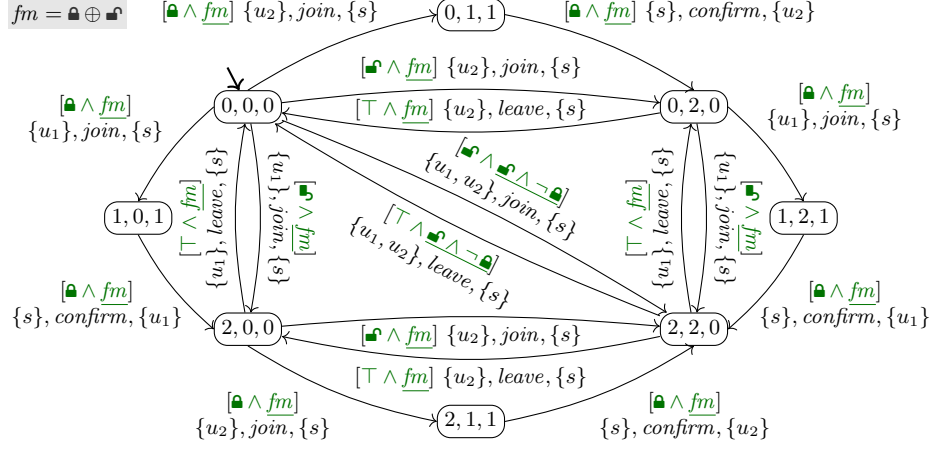 fm = 🔒 ⊕ 🔓
[🔒 ∧ fm] {u₂}, join, {s}
0, 1, 1
[🔒 ∧ fm] {s}, confirm, {u₂}
[🔓 ∧ fm] {u₂}, join, {s}
[🔒 ∧ fm]
{u₁}, join, {s}
0, 0, 0
[⊤ ∧ fm] {u₂}, leave, {s}
0, 2, 0
[🔒 ∧ fm]
{u₁}, join, {s}
[⊤ ∧ fm]
{u₁}, leave, {s}
[🔓 ∧ fm]
{u₁}, join, {s}
[🔓 ∧ 🔓 ∧ ¬🔒]
{u₁, u₂}, join, {s}
[⊤ ∧ 🔓 ∧ ¬🔒]
{u₁, u₂}, leave, {s}
[⊤ ∧ fm]
{u₁}, leave, {s}
[🔓 ∧ fm]
{u₁}, join, {s}
1, 0, 1
1, 2, 1
[🔒 ∧ fm]
{s}, confirm, {u₁}
2, 0, 0
[🔓 ∧ fm] {u₂}, join, {s}
2, 2, 0
[🔒 ∧ fm]
{s}, confirm, {u₁}
[⊤ ∧ fm] {u₂}, leave, {s}
[🔒 ∧ fm]
{u₂}, join, {s}
2, 1, 1
[🔒 ∧ fm]
{s}, confirm, {u₂}